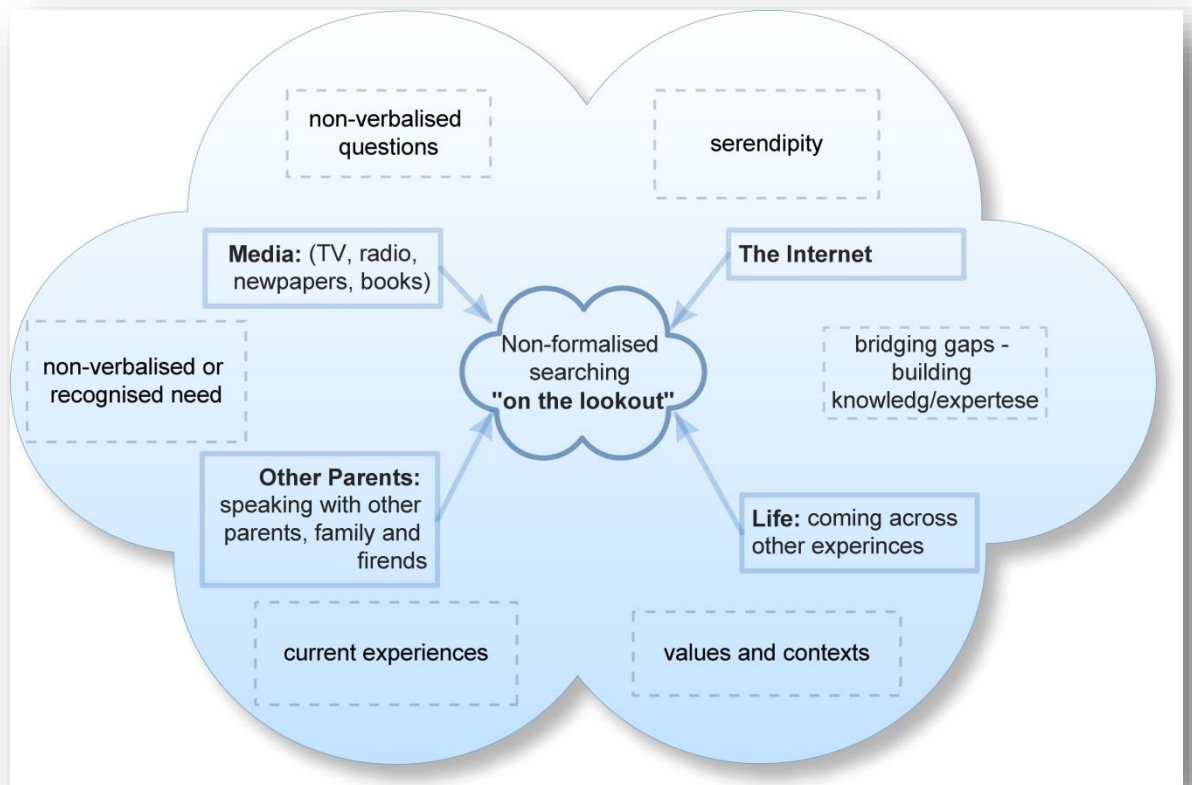 non-verbalised
questions
serendipity
Media: (TV, radio,
newpapers, books)
The Internet
Non-formalised
searching
"on the lookout"
non-verbalised or
recognised need
bridging gaps -
building
knowledg/expertese
Other Parents:
speaking with other
parents, family and
firends
Life: coming across
other experinces
current experiences
values and contexts